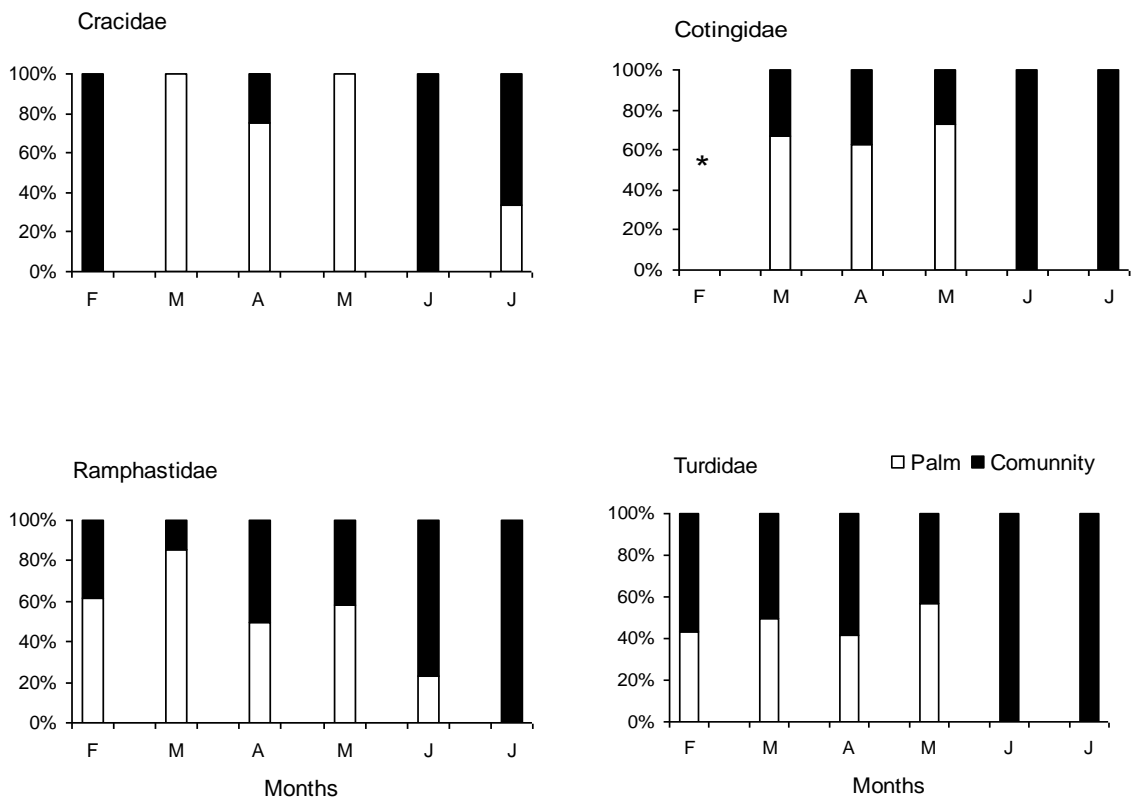 Cracidae
100%
80%
60%
40%
20%
0%
F M A M J J
Cotingidae
100%
80%
60%
40%
20%
0%
*
F M A M J J
Ramphastidae
100%
80%
60%
40%
20%
0%
F M A M J J
Months
Turdidae
Palm Comunnity
100%
80%
60%
40%
20%
0%
F M A M J J
Months